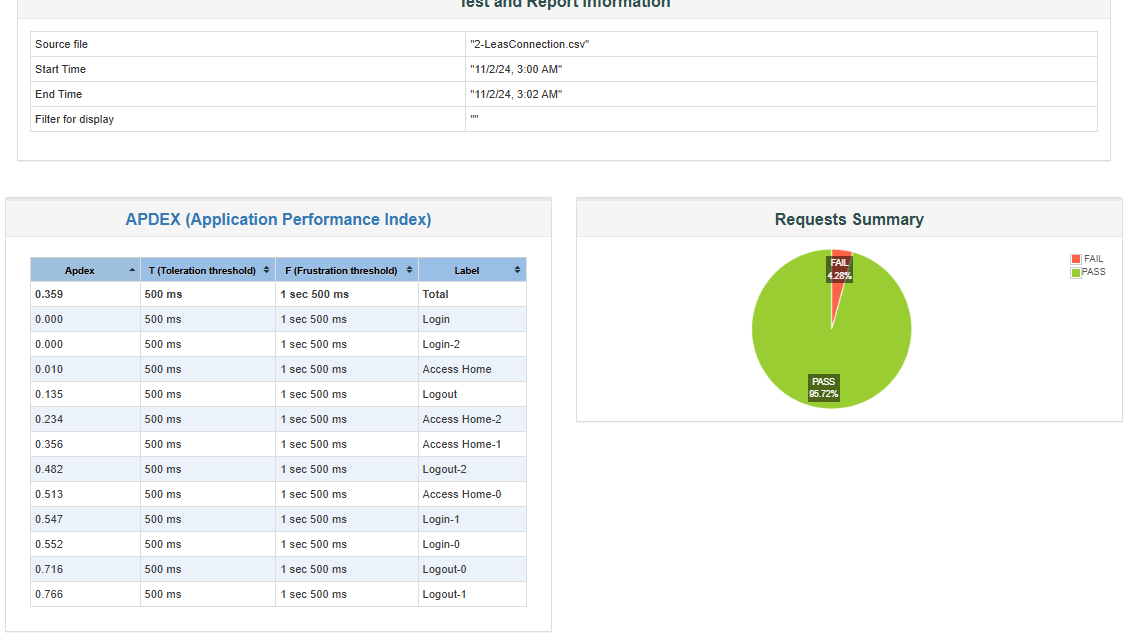 Test and Report Information
Source file "2-LeasConnection.csv"
Start Time "11/2/24, 3:00 AM"
End Time "11/2/24, 3:02 AM"
Filter for display ""
APDEX (Application Performance Index)
Apdex T (Toleration threshold) F (Frustration threshold) Label
0.359 500 ms 1 sec 500 ms Total
0.000 500 ms 1 sec 500 ms Login
0.000 500 ms 1 sec 500 ms Login-2
0.010 500 ms 1 sec 500 ms Access Home
0.135 500 ms 1 sec 500 ms Logout
0.234 500 ms 1 sec 500 ms Access Home-2
0.356 500 ms 1 sec 500 ms Access Home-1
0.482 500 ms 1 sec 500 ms Logout-2
0.513 500 ms 1 sec 500 ms Access Home-0
0.547 500 ms 1 sec 500 ms Login-1
0.552 500 ms 1 sec 500 ms Login-0
0.716 500 ms 1 sec 500 ms Logout-0
0.766 500 ms 1 sec 500 ms Logout-1
Requests Summary
FAIL
4.28%
PASS
95.72%
FAIL
PASS